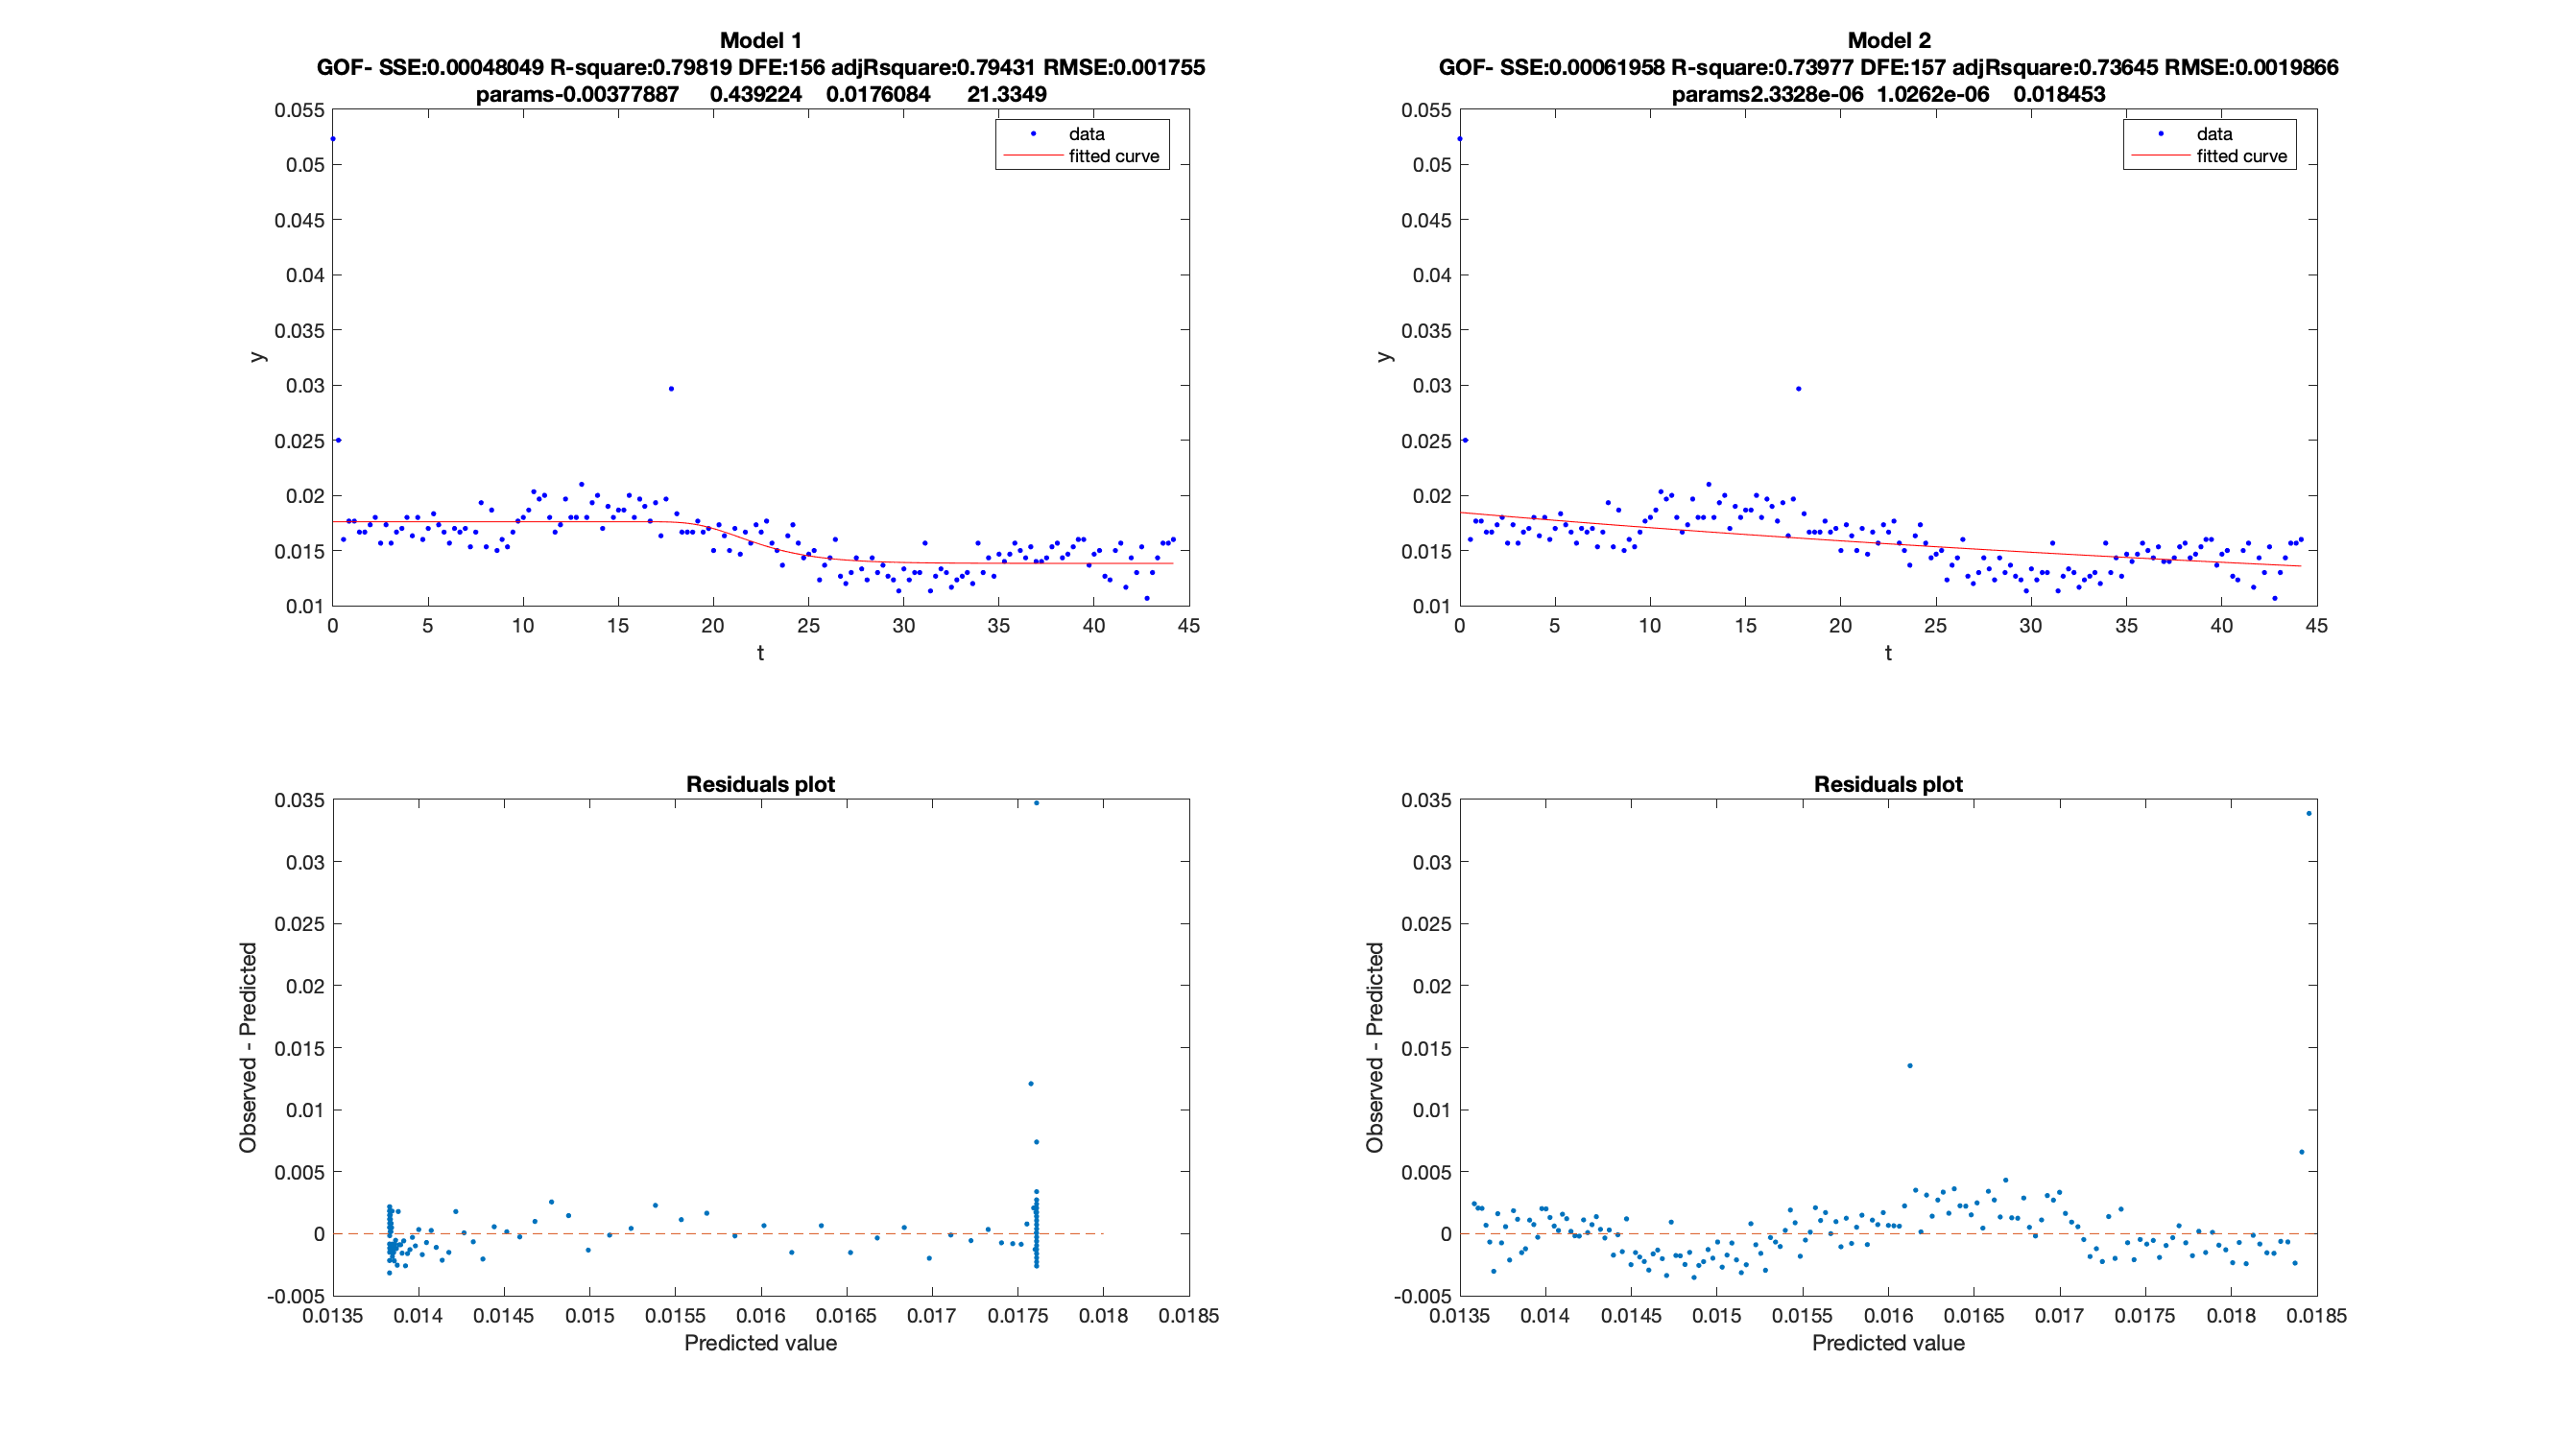 Model 1
GOF- SSE:0.00048049 R-square:0.79819 DFE:156 adjRsquare:0.79431 RMSE:0.001755
params-0.00377887 0.439224 0.0176084 21.3349
0.055
0.05
0.045
0.04
0.035
0.03
0.025
0.02
0.015
0.01
y
data
fitted curve
0 5 10 15 20 25 30 35 40 45
t
Model 2
GOF- SSE:0.00061958 R-square:0.73977 DFE:157 adjRsquare:0.73645 RMSE:0.0019866
params2.3328e-06 1.0262e-06 0.018453
0.055
0.05
0.045
0.04
0.035
0.03
0.025
0.02
0.015
0.01
y
data
fitted curve
0 5 10 15 20 25 30 35 40 45
t
Residuals plot
0.035
0.03
0.025
0.02
0.015
0.01
0.005
0
-0.005
Observed - Predicted
0.0135 0.014 0.0145 0.015 0.0155 0.016 0.0165 0.017 0.0175 0.018 0.0185
Predicted value
Residuals plot
0.035
0.03
0.025
0.02
0.015
0.01
0.005
0
-0.005
Observed - Predicted
0.0135 0.014 0.0145 0.015 0.0155 0.016 0.0165 0.017 0.0175 0.018 0.0185
Predicted value